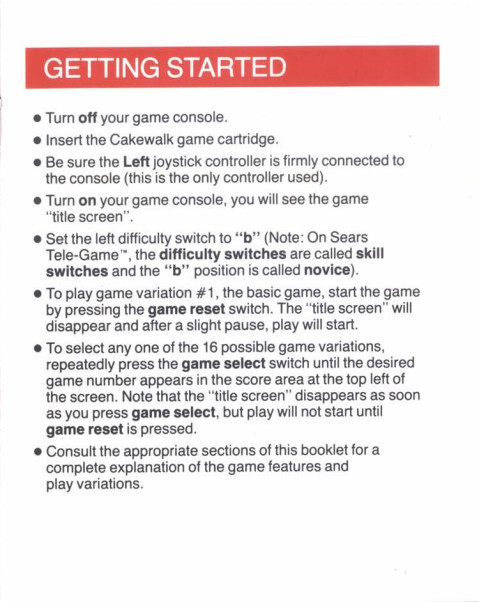 GETTING STARTED
● Turn off your game console.
● Insert the Cakewalk game cartridge.
● Be sure the Left joystick controller is firmly connected to
the console (this is the only controller used).
● Turn on your game console, you will see the game
“title screen”.
● Set the left difficulty switch to “b” (Note: On Sears
Tele-Game™, the difficulty switches are called skill
switches and the “b” position is called novice).
● To play game variation #1, the basic game, start the game
by pressing the game reset switch. The “title screen” will
disappear and after a slight pause, play will start.
● To select any one of the 16 possible game variations,
repeatedly press the game select switch until the desired
game number appears in the score area at the top left of
the screen. Note that the “title screen” disappears as soon
as you press game select, but play will not start until
game reset is pressed.
● Consult the appropriate sections of this booklet for a
complete explanation of the game features and
play variations.